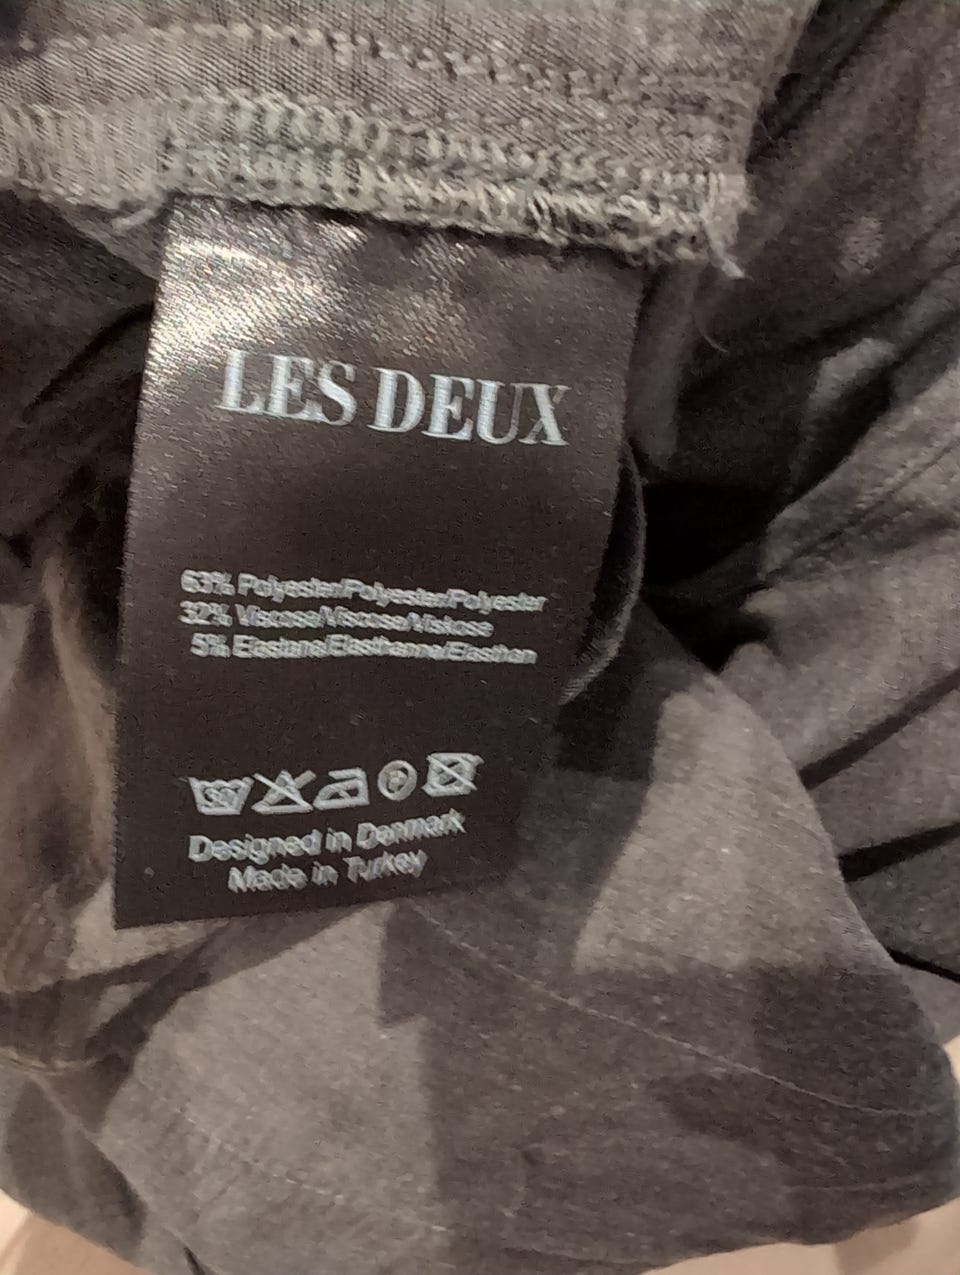 LES DEUX
63% Polyester/Polyester/Polyester
32% Viscose/Viscose/Viskose
5% Elastane/Elasthanne/Elasthan
30
P
Designed in Denmark
Made in Turkey